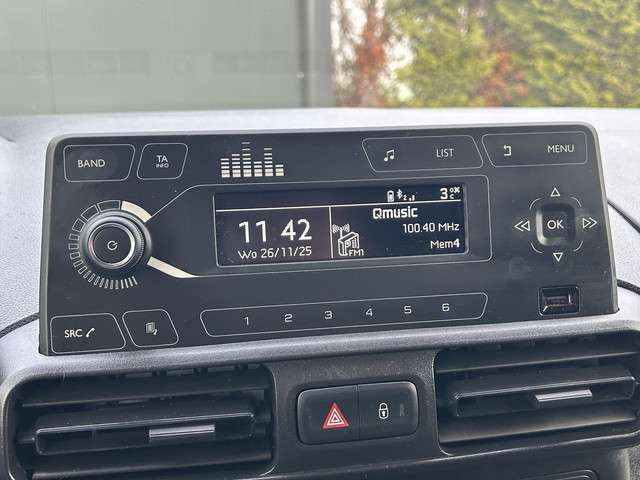 BAND
TA
INFO
LIST
MENU
3 °C
11 42
Wo 26/11/25
Qmusic
100.40 MHz
Mem4
FM1
OK
SRC
1 2 3 4 5 6